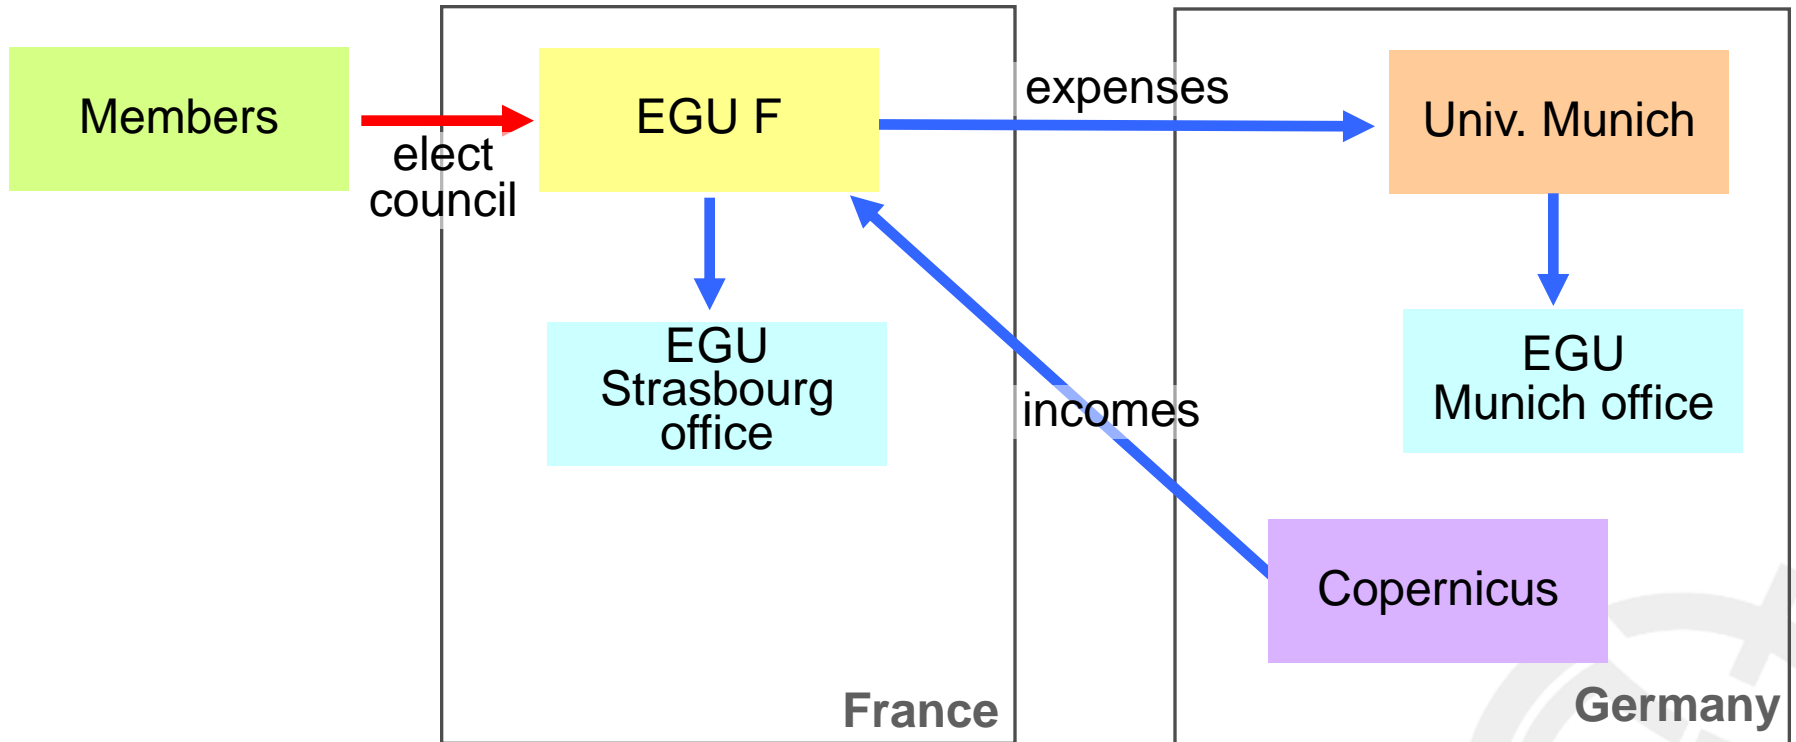 Members
elect
council
EGU F
expenses
Univ. Munich
EGU
Strasbourg
office
incomes
EGU
Munich office
Copernicus
France
Germany